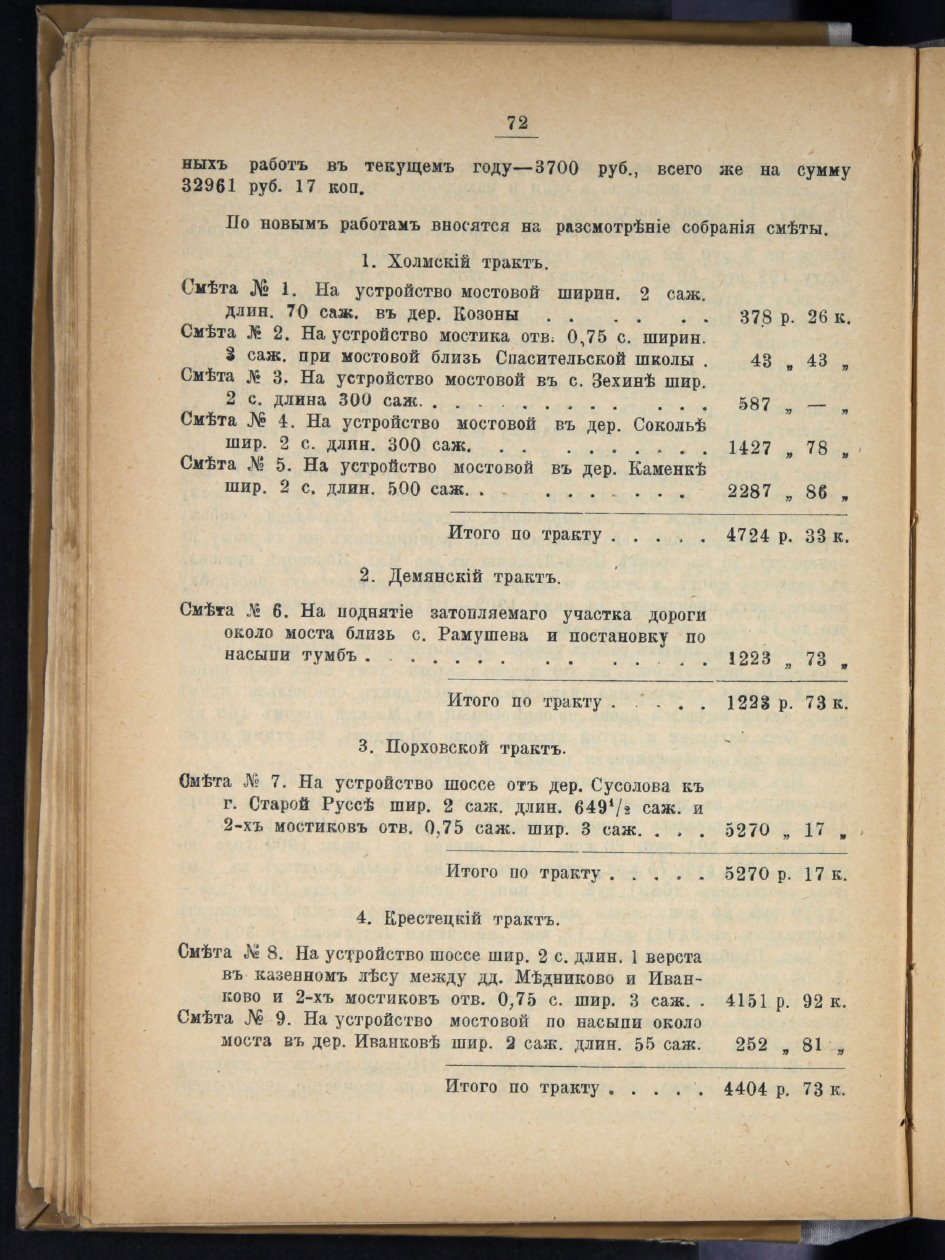 72
ныхъ работъ въ текущемъ году—3700 руб., всего же на сумму
32961 руб. 17 коп.
По новымъ работамъ вносятся на разсмотрѣніе собранія смѣты.
1. Холмскій трактъ.
Смѣта № 1. На устройство мостовой ширин. 2 саж.
длин. 70 саж. въ дер. Козоны . . . . . . 378 р. 26 к.
Смѣта № 2. На устройство мостика отв. 0,75 с. ширин.
3 саж. при мостовой близь Спасительской школы . 43 „ 43 „
Смѣта № 3. На устройство мостовой въ с. Зехинѣ шир.
2 с. длина 300 саж. . . . . . . . . . . . . 587 „ — „
Смѣта № 4. На устройство мостовой въ дер. Соколье
шир. 2 с. длин. 300 саж. . . . . . . . . . 1427 „ 78 „
Смѣта № 5. На устройство мостовой въ дер. Каменкѣ
шир. 2 с. длин. 500 саж. . . . . . . . . . 2287 „ 86 „
Итого по тракту . . . . . 4724 р. 33 к.
2. Демянскій трактъ.
Смѣта № 6. На поднятіе затопляемаго участка дороги
около моста близь с. Рамушева и постановку по
насыпи тумбъ . . . . . . . . . . . . . 1223 „ 73 „
Итого по тракту . . . . . 1223 р. 73 к.
3. Порховской трактъ.
Смѣта № 7. На устройство шоссе отъ дер. Сусолова къ
г. Старой Руссѣ шир. 2 саж. длин. 649¹/₂ саж. и
2-хъ мостиковъ отв. 0,75 саж. шир. 3 саж. . . . 5270 „ 17 „
Итого по тракту . . . . . 5270 р. 17 к.
4. Крестецкій трактъ.
Смѣта № 8. На устройство шоссе шир. 2 с. длин. 1 верста
въ казенномъ лѣсу между дд. Мѣдниково и Иван-
ково и 2-хъ мостиковъ отв. 0,75 с. шир. 3 саж. . 4151 р. 92 к.
Смѣта № 9. На устройство мостовой по насыпи около
моста въ дер. Иванковѣ шир. 2 саж. длин. 55 саж. 252 „ 81 „
Итого по тракту . . . . . 4404 р. 73 к.